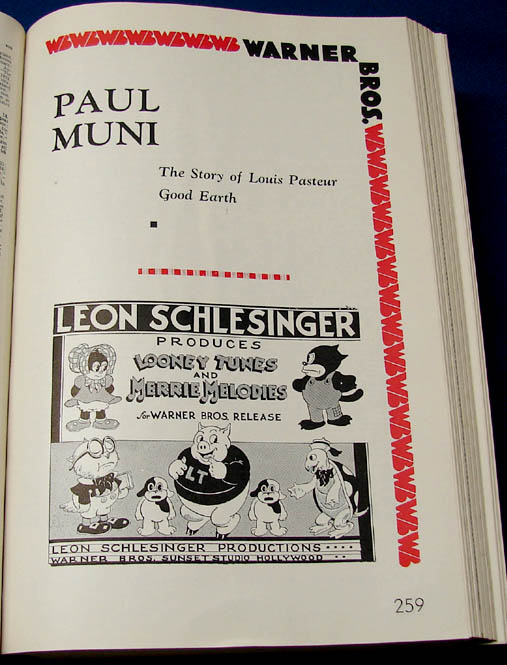 WARNER
BROS.
PAUL
MUNI
The Story of Louis Pasteur
Good Earth
LEON SCHLESINGER
PRODUCES
LOONEY TUNES
AND
MERRIE MELODIES
for WARNER BROS. RELEASE
LT
LEON SCHLESINGER PRODUCTIONS
WARNER BROS. SUNSET STUDIO HOLLYWOOD
259